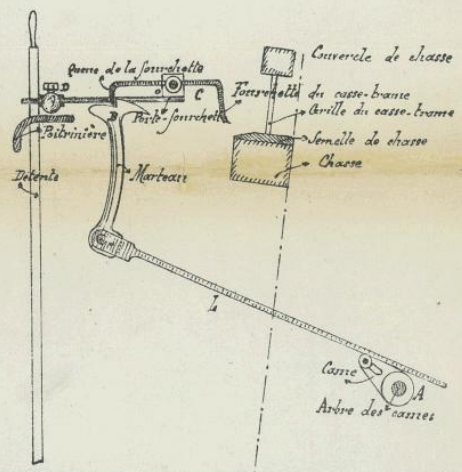 Couvercle de chasse
Queue de la fourchette
D
C
Fourchette du casse-trame
Grille du casse-trame
B
Porte-fourchette
Semelle de chasse
Poitrinière
Chasse
Marteau
Détente
L
Came
A
Arbre des cames